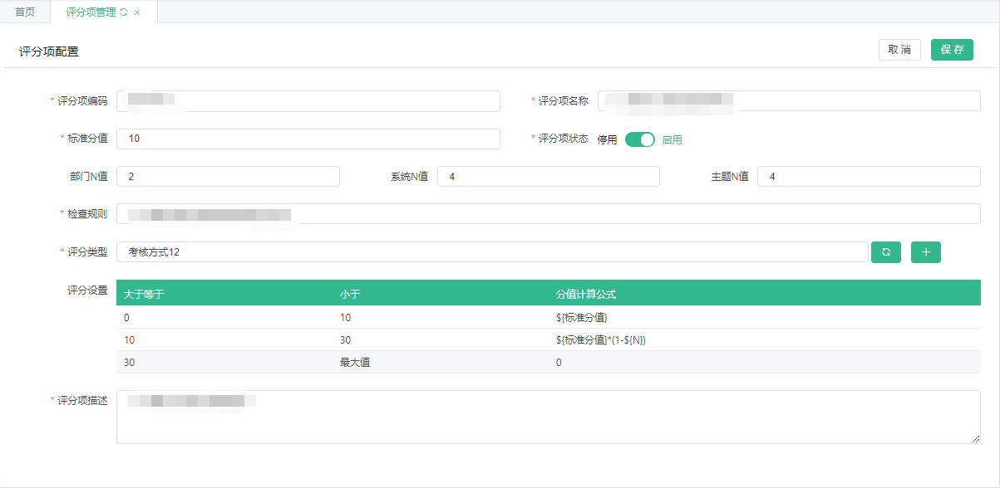 首页 评分项管理
评分项配置 取 消 保 存
* 评分项编码 * 评分项名称
* 标准分值 10 * 评分项状态 停用 启用
部门N值 2 系统N值 4 主题N值 4
* 检查规则
* 评分类型 考核方式12
评分设置 大于等于 小于 分值计算公式
0 10 ${标准分值}
10 30 ${标准分值}*(1-${N})
30 最大值 0
* 评分项描述